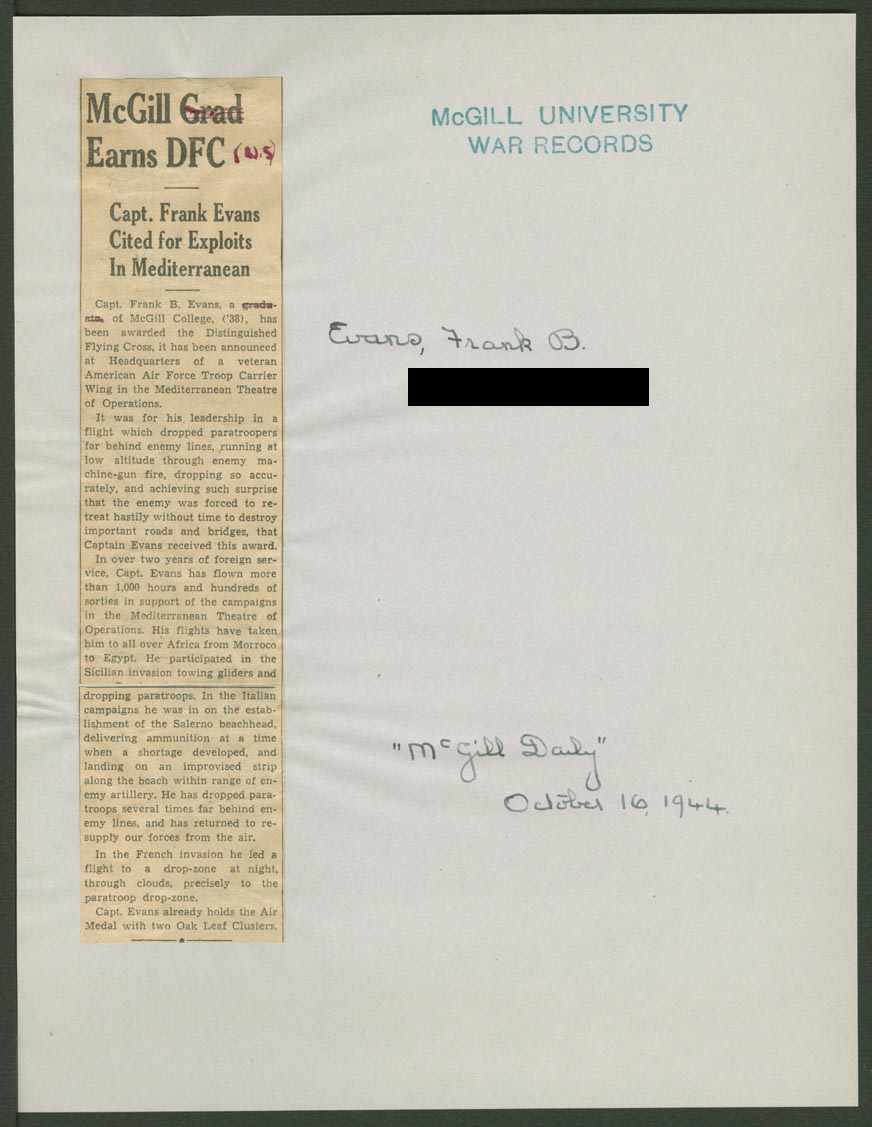 McGill Grad
Earns DFC (U.S)
Capt. Frank Evans
Cited for Exploits
In Mediterranean
Capt. Frank B. Evans, a gradu-
ate, of McGill College, ('38), has
been awarded the Distinguished
Flying Cross, it has been announced
at Headquarters of a veteran
American Air Force Troop Carrier
Wing in the Mediterranean Theatre
of Operations.
It was for his leadership in a
flight which dropped paratroopers
far behind enemy lines, running at
low altitude through enemy ma-
chine-gun fire, dropping so accu-
rately, and achieving such surprise
that the enemy was forced to re-
treat hastily without time to destroy
important roads and bridges, that
Captain Evans received this award.
In over two years of foreign ser-
vice, Capt. Evans has flown more
than 1,000 hours and hundreds of
sorties in support of the campaigns
in the Mediterranean Theatre of
Operations. His flights have taken
him to all over Africa from Morroco
to Egypt. He participated in the
Sicilian invasion towing gliders and
dropping paratroops. In the Italian
campaigns he was in on the estab-
lishment of the Salerno beachhead,
delivering ammunition at a time
when a shortage developed, and
landing on an improvised strip
along the beach within range of en-
emy artillery. He has dropped para-
troops several times far behind en-
emy lines, and has returned to re-
supply our forces from the air.
In the French invasion he led a
flight to a drop-zone at night,
through clouds, precisely to the
paratroop drop-zone.
Capt. Evans already holds the Air
Medal with two Oak Leaf Clusters.
McGILL UNIVERSITY
WAR RECORDS
Evans, Frank B.
"McGill Daily"
October 16, 1944.